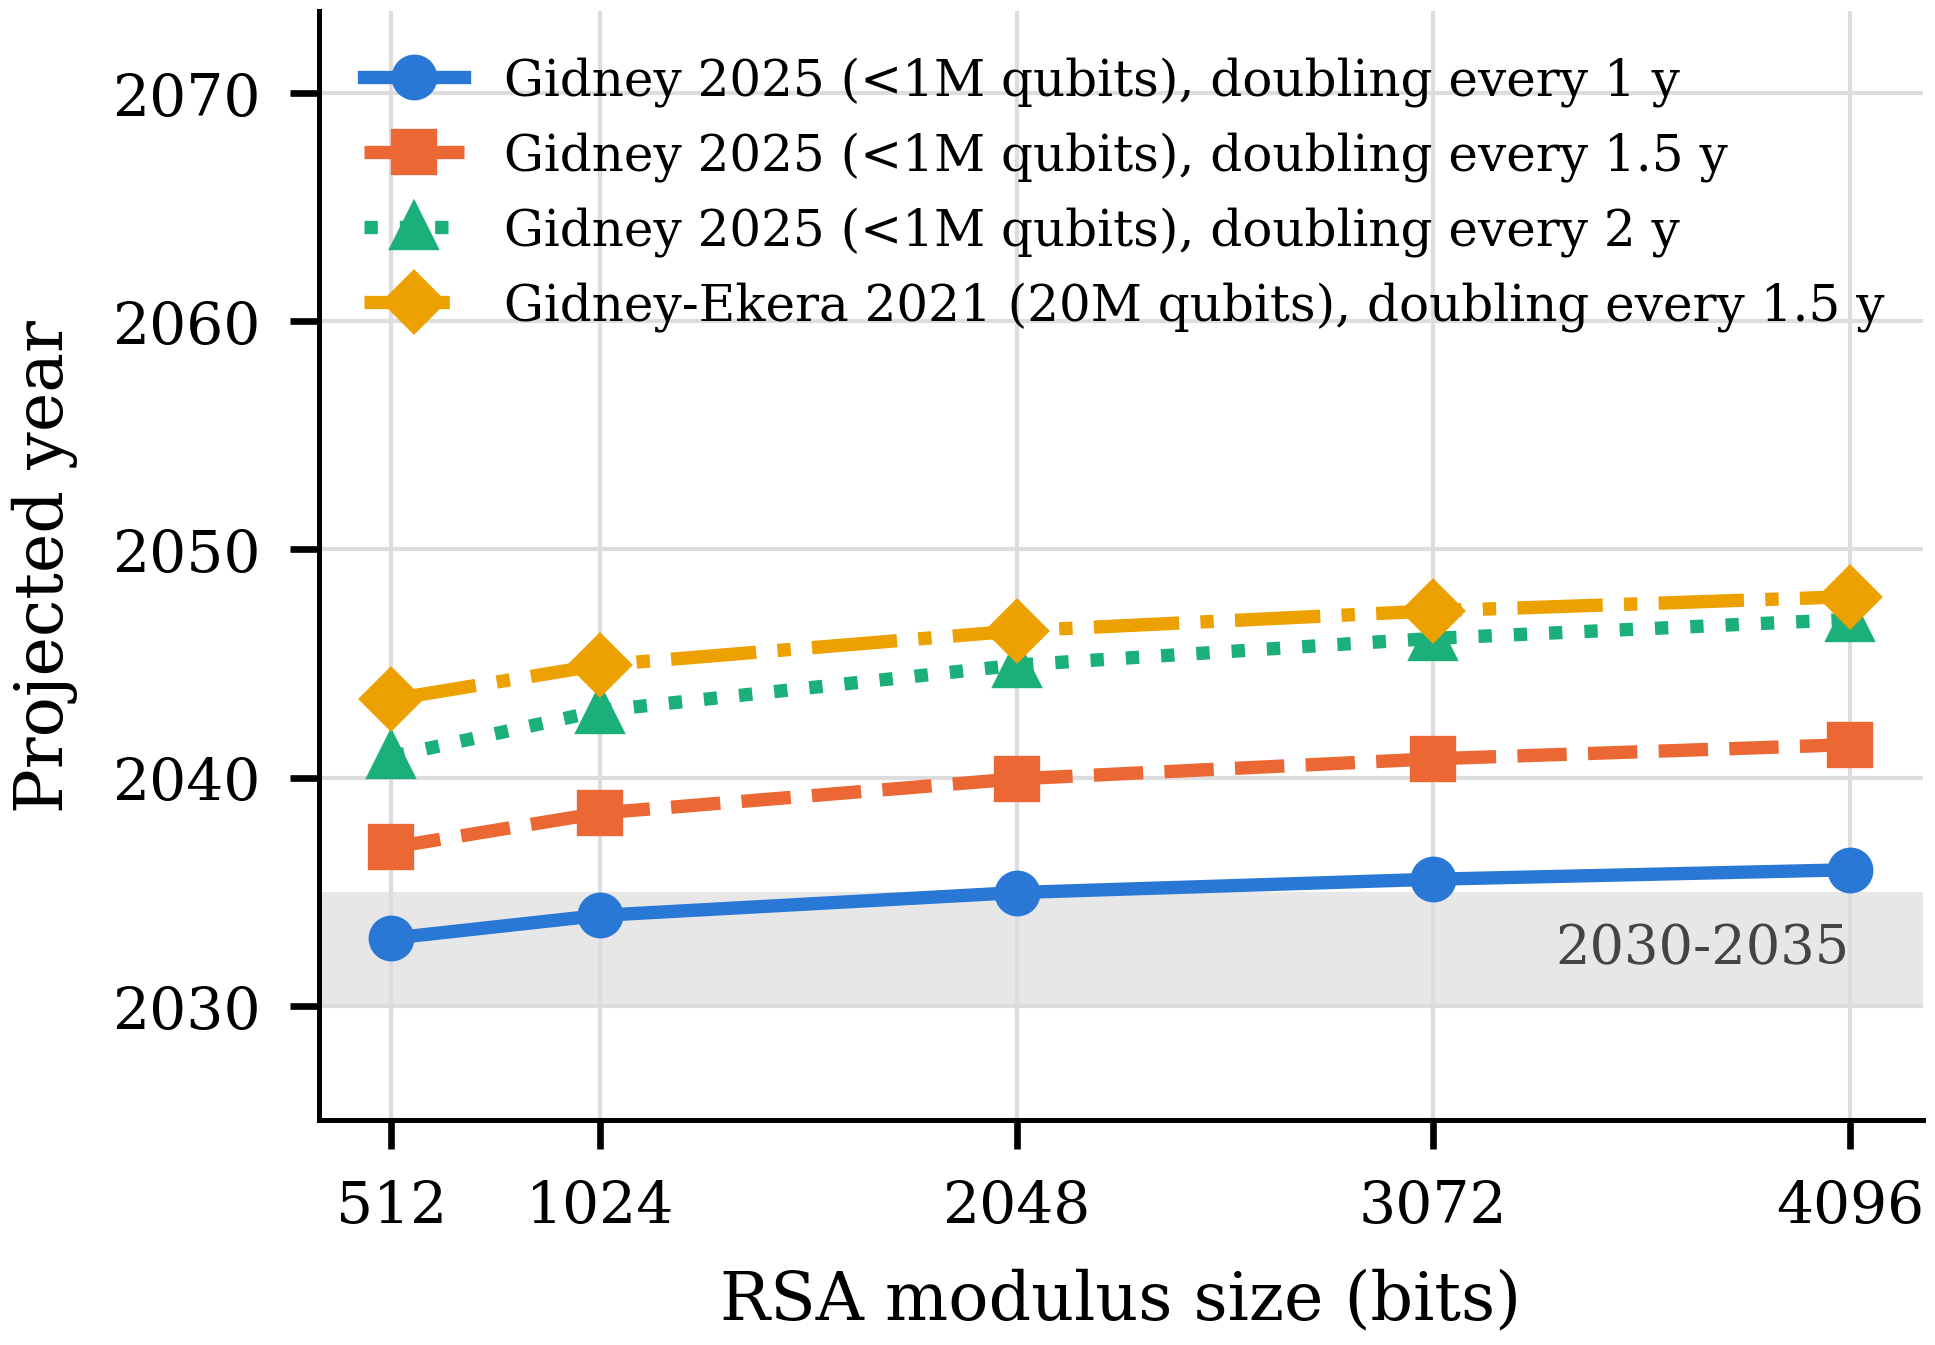 Gidney 2025 (<1M qubits), doubling every 1 y
Gidney 2025 (<1M qubits), doubling every 1.5 y
Gidney 2025 (<1M qubits), doubling every 2 y
Gidney-Ekera 2021 (20M qubits), doubling every 1.5 y
Projected year
2070
2060
2050
2040
2030
2030-2035
512 1024 2048 3072 4096
RSA modulus size (bits)